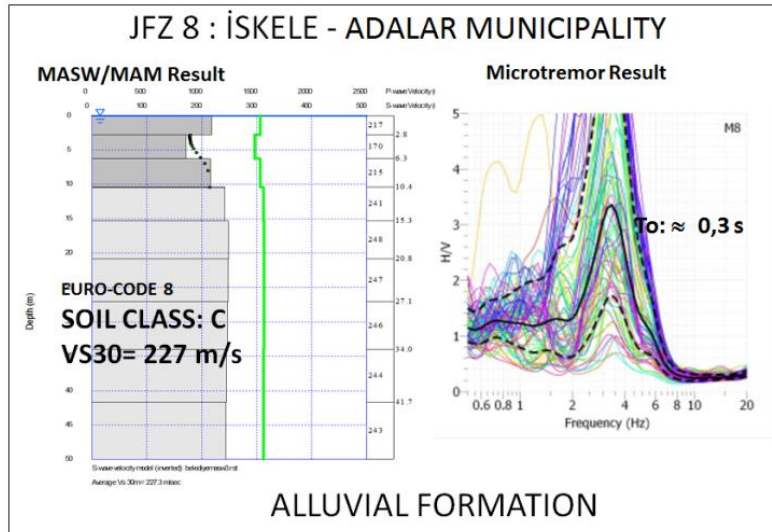 JFZ 8 : İSKELE - ADALAR MUNICIPALITY
MASW/MAM Result
Microtremor Result
0 500 1000 1500 2000 2500
0 100 200 300 400 500
P-wave Velocity
S-wave Velocity
0
5
10
15
20
25
30
35
40
45
50
Depth (m)
217
2.8
170
6.3
215
10.4
241
15.3
248
20.8
247
27.1
246
34.0
244
41.7
243
EURO-CODE 8
SOIL CLASS: C
VS30= 227 m/s
S-wave velocity model (inverted):
Average Vs 30m= 227.3 m/sec
M8
To: ≈ 0,3 s
H/V
5
4
3
2
1
0
0.6 0.8 1 2 4 6 8 10 20
Frequency (Hz)
ALLUVIAL FORMATION